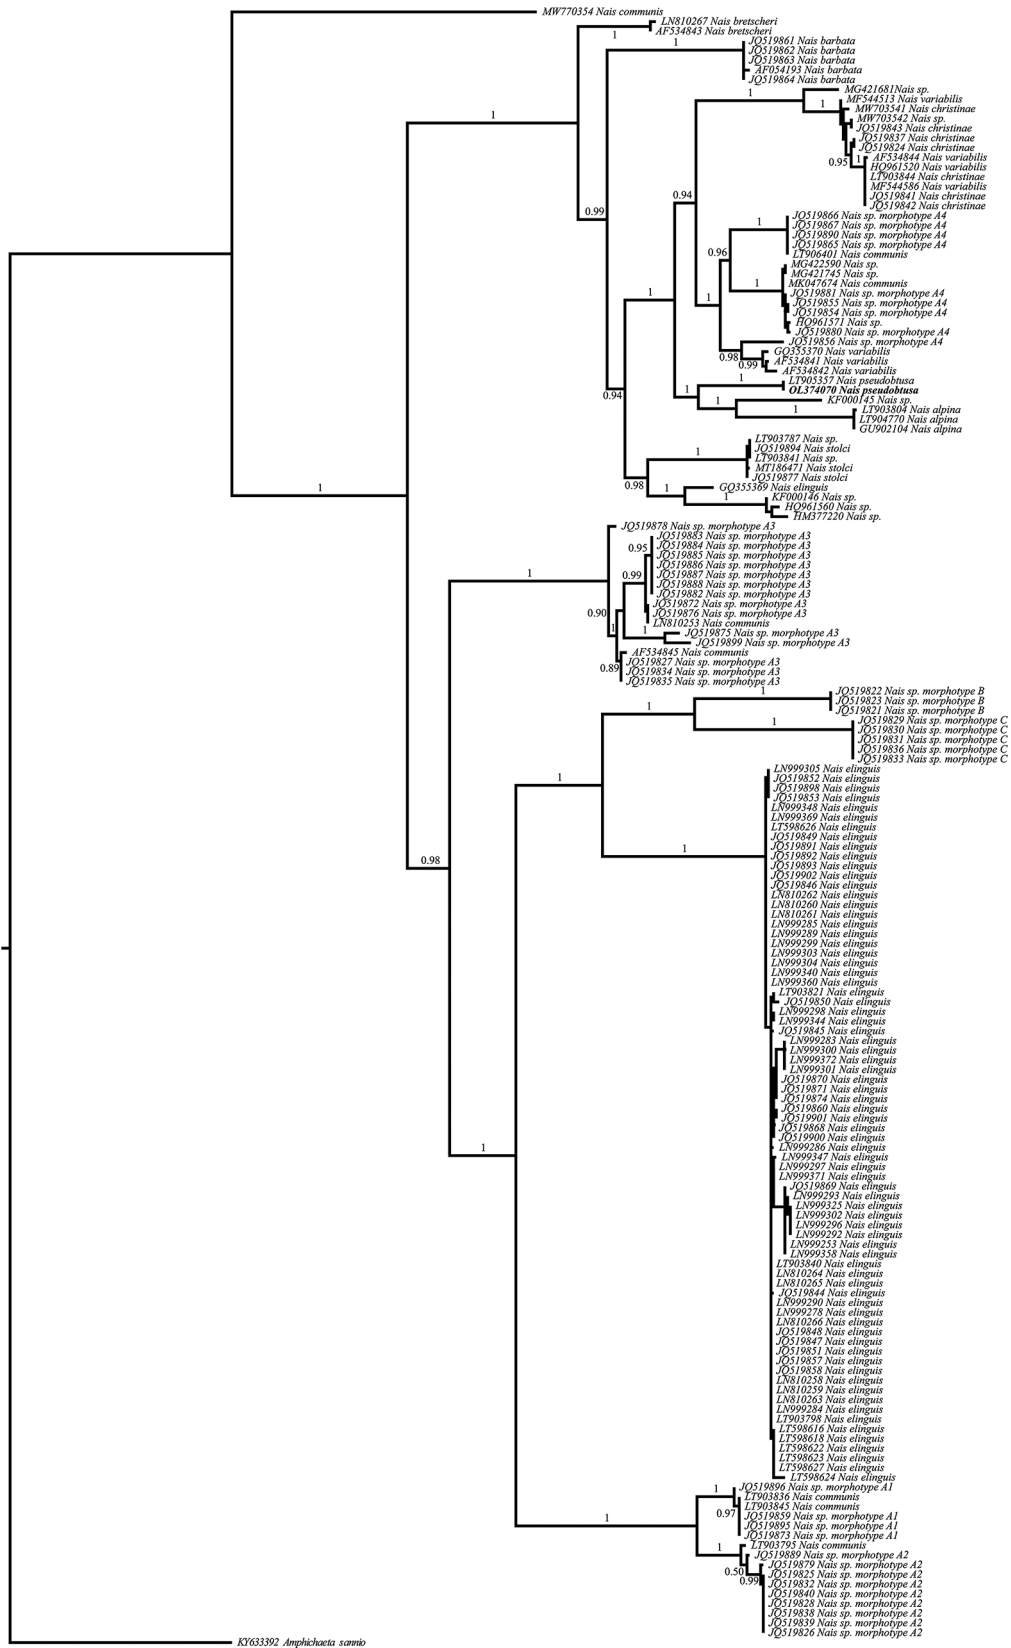 MW770354 Nais communis
LN810267 Nais bretscheri
AF534843 Nais bretscheri
1
JQ519861 Nais barbata
1
JQ519862 Nais barbata
JQ519863 Nais barbata
AF054193 Nais barbata
JQ519864 Nais barbata
MG421681Nais sp.
1
MF544513 Nais variabilis
1
MW703541 Nais christinae
MW703542 Nais sp.
1
JQ519843 Nais christinae
JQ519837 Nais christinae
JQ519824 Nais christinae
AF534844 Nais variabilis
0.95
1
HQ961520 Nais variabilis
LT903844 Nais christinae
MF544586 Nais variabilis
0.94
JQ519841 Nais christinae
JQ519842 Nais christinae
0.99
JQ519866 Nais sp. morphotype A4
1
JQ519867 Nais sp. morphotype A4
JQ519890 Nais sp. morphotype A4
JQ519865 Nais sp. morphotype A4
0.96
LT906401 Nais communis
MG422590 Nais sp.
MG421745 Nais sp.
1
MK047674 Nais communis
1
1
JQ519881 Nais sp. morphotype A4
JQ519855 Nais sp. morphotype A4
JQ519854 Nais sp. morphotype A4
HQ961571 Nais sp.
JQ519880 Nais sp. morphotype A4
JQ519856 Nais sp. morphotype A4
GQ355370 Nais variabilis
0.98
AF534841 Nais variabilis
0.99
AF534842 Nais variabilis
1
LT905357 Nais pseudobtusa
1
OL374070 Nais pseudobtusa
0.94
1
KF000145 Nais sp.
1
LT903804 Nais alpina
LT904770 Nais alpina
GU902104 Nais alpina
LT903787 Nais sp.
1
JQ519894 Nais stolci
LT903841 Nais sp.
MT186471 Nais stolci
JQ519877 Nais stolci
0.98
1
GQ355369 Nais elinguis
1
1
KF000146 Nais sp.
HQ961560 Nais sp.
HM377220 Nais sp.
JQ519878 Nais sp. morphotype A3
JQ519883 Nais sp. morphotype A3
0.95
JQ519884 Nais sp. morphotype A3
JQ519885 Nais sp. morphotype A3
JQ519886 Nais sp. morphotype A3
1
0.99
JQ519887 Nais sp. morphotype A3
JQ519888 Nais sp. morphotype A3
JQ519882 Nais sp. morphotype A3
JQ519872 Nais sp. morphotype A3
0.90
JQ519876 Nais sp. morphotype A3
LN810253 Nais communis
1
1
JQ519875 Nais sp. morphotype A3
JQ519899 Nais sp. morphotype A3
AF534845 Nais communis
0.89
JQ519827 Nais sp. morphotype A3
JQ519834 Nais sp. morphotype A3
JQ519835 Nais sp. morphotype A3
1
JQ519822 Nais sp. morphotype B
JQ519823 Nais sp. morphotype B
1
JQ519821 Nais sp. morphotype B
1
JQ519829 Nais sp. morphotype C
JQ519830 Nais sp. morphotype C
JQ519831 Nais sp. morphotype C
JQ519836 Nais sp. morphotype C
JQ519833 Nais sp. morphotype C
LN999305 Nais elinguis
1
JQ519852 Nais elinguis
JQ519898 Nais elinguis
JQ519853 Nais elinguis
LN999348 Nais elinguis
LN999369 Nais elinguis
LT598626 Nais elinguis
JQ519849 Nais elinguis
1
JQ519891 Nais elinguis
JQ519892 Nais elinguis
0.98
JQ519893 Nais elinguis
JQ519902 Nais elinguis
JQ519846 Nais elinguis
LN810262 Nais elinguis
LN810260 Nais elinguis
LN810261 Nais elinguis
LN999285 Nais elinguis
LN999289 Nais elinguis
LN999299 Nais elinguis
LN999303 Nais elinguis
LN999304 Nais elinguis
LN999340 Nais elinguis
LN999360 Nais elinguis
LT903821 Nais elinguis
JQ519850 Nais elinguis
LN999298 Nais elinguis
LN999344 Nais elinguis
JQ519845 Nais elinguis
LN999283 Nais elinguis
LN999300 Nais elinguis
LN999372 Nais elinguis
LN999301 Nais elinguis
JQ519870 Nais elinguis
JQ519871 Nais elinguis
JQ519874 Nais elinguis
JQ519860 Nais elinguis
JQ519901 Nais elinguis
JQ519868 Nais elinguis
JQ519900 Nais elinguis
1
LN999286 Nais elinguis
LN999347 Nais elinguis
LN999297 Nais elinguis
LN999371 Nais elinguis
JQ519869 Nais elinguis
LN999293 Nais elinguis
LN999325 Nais elinguis
LN999302 Nais elinguis
LN999296 Nais elinguis
LN999292 Nais elinguis
LN999253 Nais elinguis
LN999358 Nais elinguis
LT903840 Nais elinguis
LN810264 Nais elinguis
LN810265 Nais elinguis
JQ519844 Nais elinguis
LN999290 Nais elinguis
LN999278 Nais elinguis
LN810266 Nais elinguis
JQ519848 Nais elinguis
JQ519847 Nais elinguis
JQ519851 Nais elinguis
JQ519857 Nais elinguis
JQ519858 Nais elinguis
LN810258 Nais elinguis
LN810259 Nais elinguis
LN810263 Nais elinguis
LN999284 Nais elinguis
LT903798 Nais elinguis
LT598616 Nais elinguis
LT598618 Nais elinguis
LT598622 Nais elinguis
LT598623 Nais elinguis
LT598627 Nais elinguis
LT598624 Nais elinguis
1
JQ519896 Nais sp. morphotype A1
LT903836 Nais communis
LT903845 Nais communis
0.97
JQ519859 Nais sp. morphotype A1
1
JQ519895 Nais sp. morphotype A1
JQ519873 Nais sp. morphotype A1
1
LT903795 Nais communis
JQ519889 Nais sp. morphotype A2
JQ519879 Nais sp. morphotype A2
0.50
JQ519825 Nais sp. morphotype A2
0.99
JQ519832 Nais sp. morphotype A2
JQ519840 Nais sp. morphotype A2
JQ519828 Nais sp. morphotype A2
JQ519838 Nais sp. morphotype A2
JQ519839 Nais sp. morphotype A2
JQ519826 Nais sp. morphotype A2
KY633392 Amphichaeta sannio